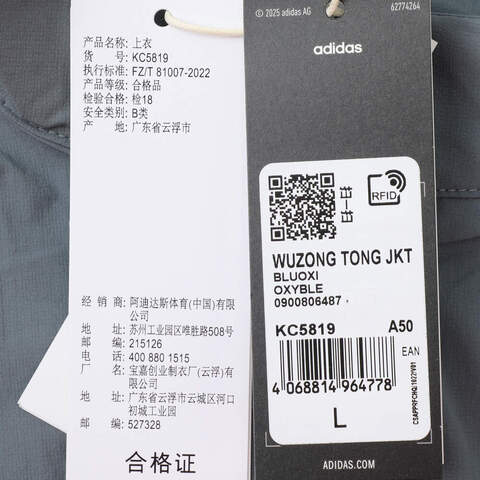 产品名称: 上衣
货 号: KC5819
执行标准: FZ/T 81007-2022
产品等级: 合格品
检验合格: 检18
安全类别: B类
产 地: 广东省云浮市
经 销 商: 阿迪达斯体育(中国)有限公司
地 址: 苏州工业园区唯胜路508号
邮 编: 215126
电 话: 400 880 1515
厂 名: 宝嘉创业制衣厂(云浮)有限公司
地 址: 广东省云浮市云城区河口初城工业园
邮 编: 527328
合格证
© 2025 adidas AG
62774264
adidas
RFID
WUZONG TONG JKT
BLUOXI
OXYBLE
0900806487
KC5819 A50
EAN
4 068814 964778
L
ADIDAS.COM